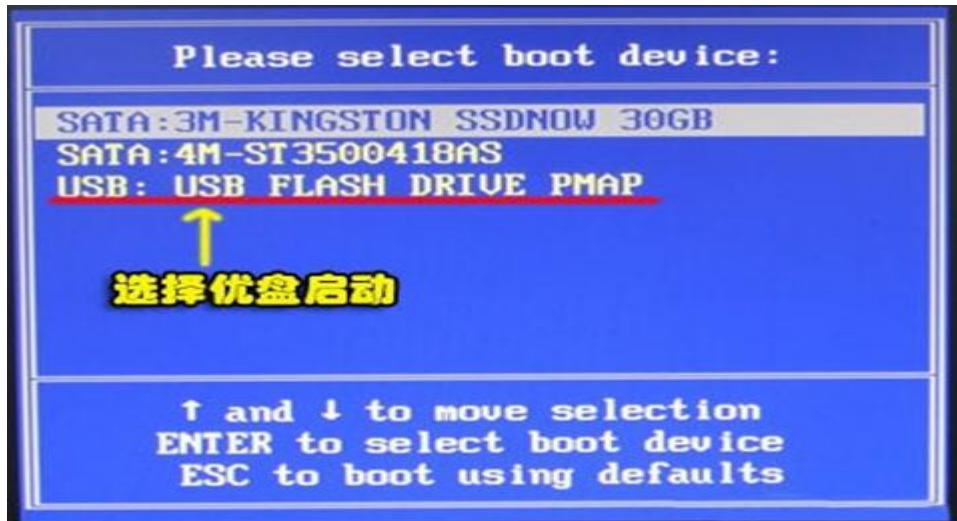 Please select boot device:
SATA:3M-KINGSTON SSDNOW 30GB
SATA:4M-ST3500418AS
USB: USB FLASH DRIVE PMAP
↑
选择优盘启动
↑ and ↓ to move selection
ENTER to select boot device
ESC to boot using defaults